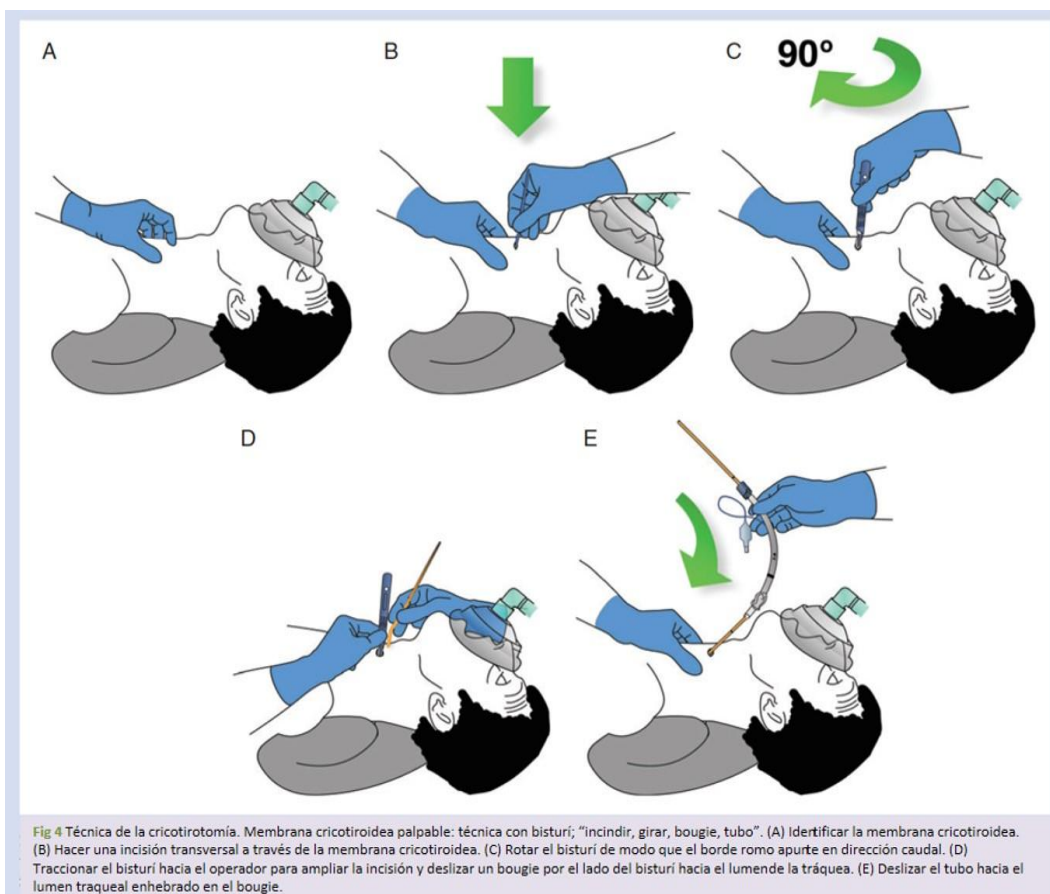 A
B
C
90º
D
E
Fig 4 Técnica de la cricotirotomía. Membrana cricotiroidea palpable: técnica con bisturí; “incindir, girar, bougie, tubo”. (A) Identificar la membrana cricotiroidea.
(B) Hacer una incisión transversal a través de la membrana cricotiroidea. (C) Rotar el bisturí de modo que el borde romo apunte en dirección caudal. (D)
Traccionar el bisturí hacia el operador para ampliar la incisión y deslizar un bougie por el lado del bisturí hacia el lumende la tráquea. (E) Deslizar el tubo hacia el
lumen traqueal enhebrado en el bougie.